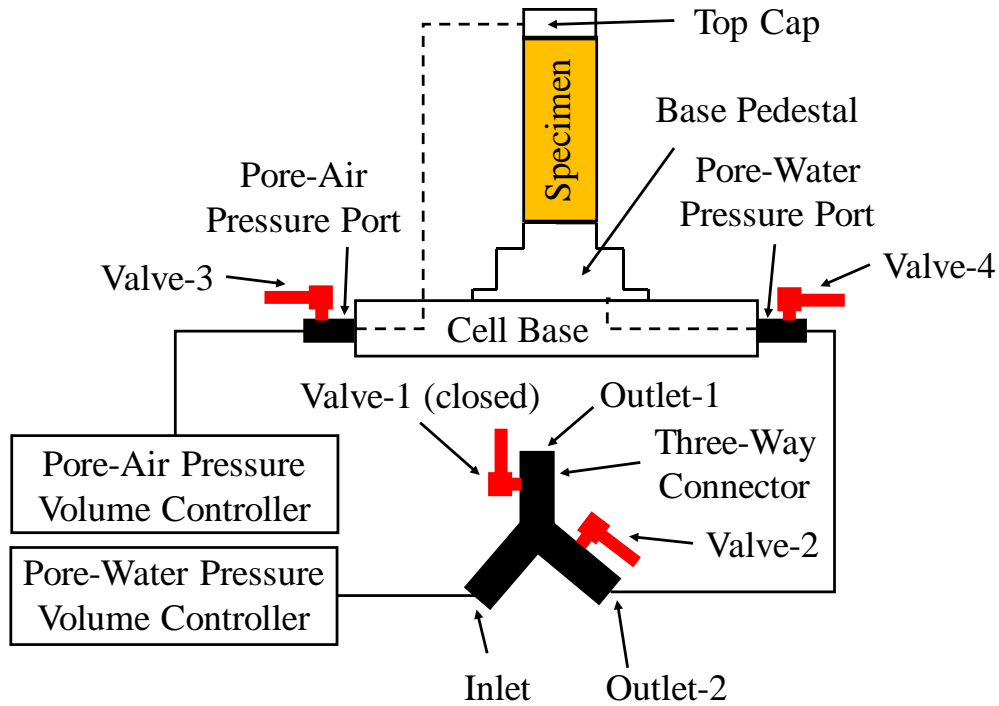 Top Cap
Specimen
Base Pedestal
Pore-Air
Pressure Port
Pore-Water
Pressure Port
Valve-3
Valve-4
Cell Base
Valve-1 (closed)
Outlet-1
Three-Way
Connector
Pore-Air Pressure
Volume Controller
Valve-2
Pore-Water Pressure
Volume Controller
Inlet
Outlet-2